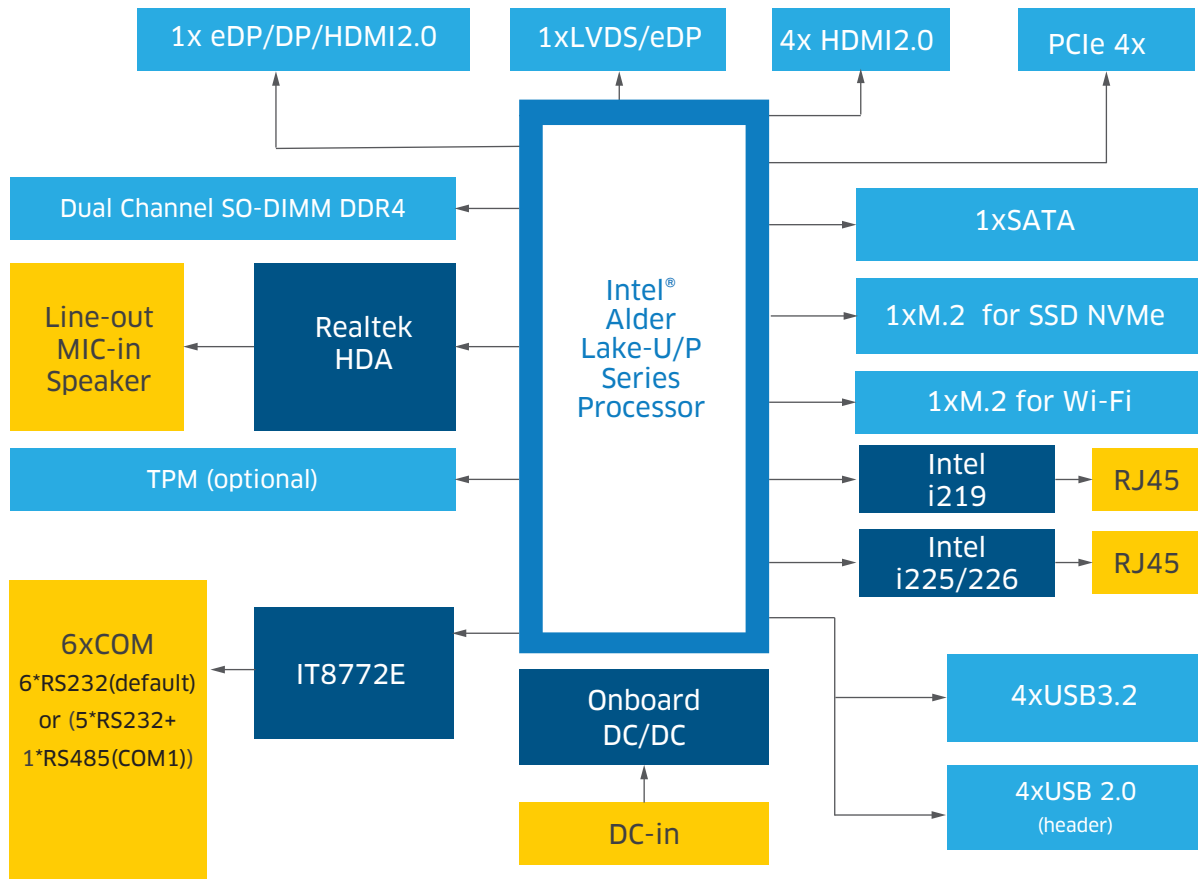 1x eDP/DP/HDMI2.0
1xLVDS/eDP
4x HDMI2.0
PCIe 4x
Dual Channel SO-DIMM DDR4
Line-out
MIC-in
Speaker
Realtek
HDA
TPM (optional)
6xCOM
6*RS232(default)
or (5*RS232+
1*RS485(COM1))
IT8772E
Intel®
Alder
Lake-U/P
Series
Processor
Onboard
DC/DC
DC-in
1xSATA
1xM.2 for SSD NVMe
1xM.2 for Wi-Fi
Intel
i219
RJ45
Intel
i225/226
RJ45
4xUSB3.2
4xUSB 2.0
(header)